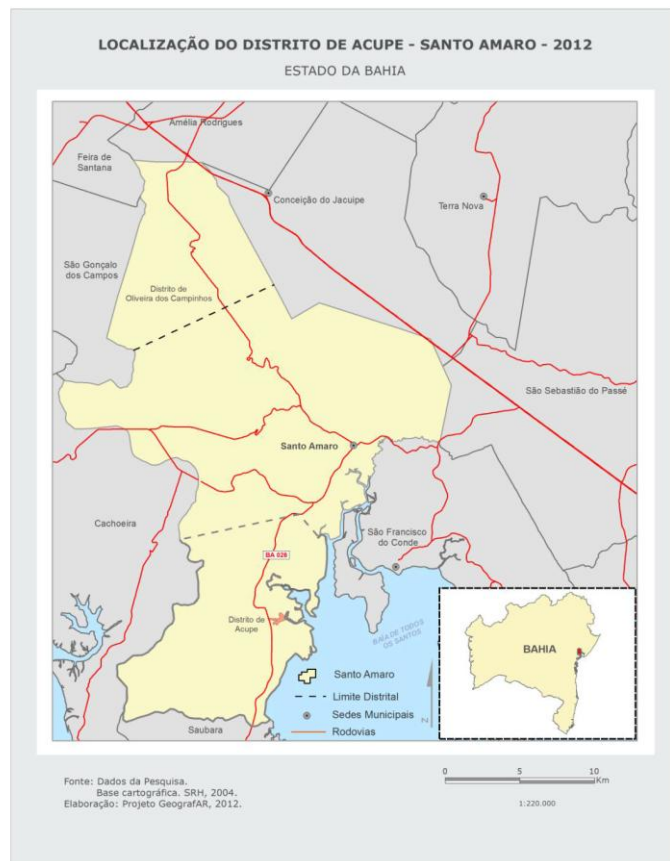 LOCALIZAÇÃO DO DISTRITO DE ACUPE - SANTO AMARO - 2012
ESTADO DA BAHIA
Amélia Rodrigues
Feira de
Santana
Conceição do Jacuipe
Terra Nova
São Gonçalo
dos Campos
Distrito de
Oliveira dos Campinhos
São Sebastião do Passé
Santo Amaro
Cachoeira
São Francisco
do Conde
BA 026
Distrito de
Acupe
BAIA DE TODOS
OS SANTOS
BAHIA
Santo Amaro
Limite Distrital
Sedes Municipais
Rodovias
N
Saubara
Fonte: Dados da Pesquisa.
Base cartográfica. SRH, 2004.
Elaboração: Projeto GeografAR, 2012.
0 5 10
Km
1:220.000